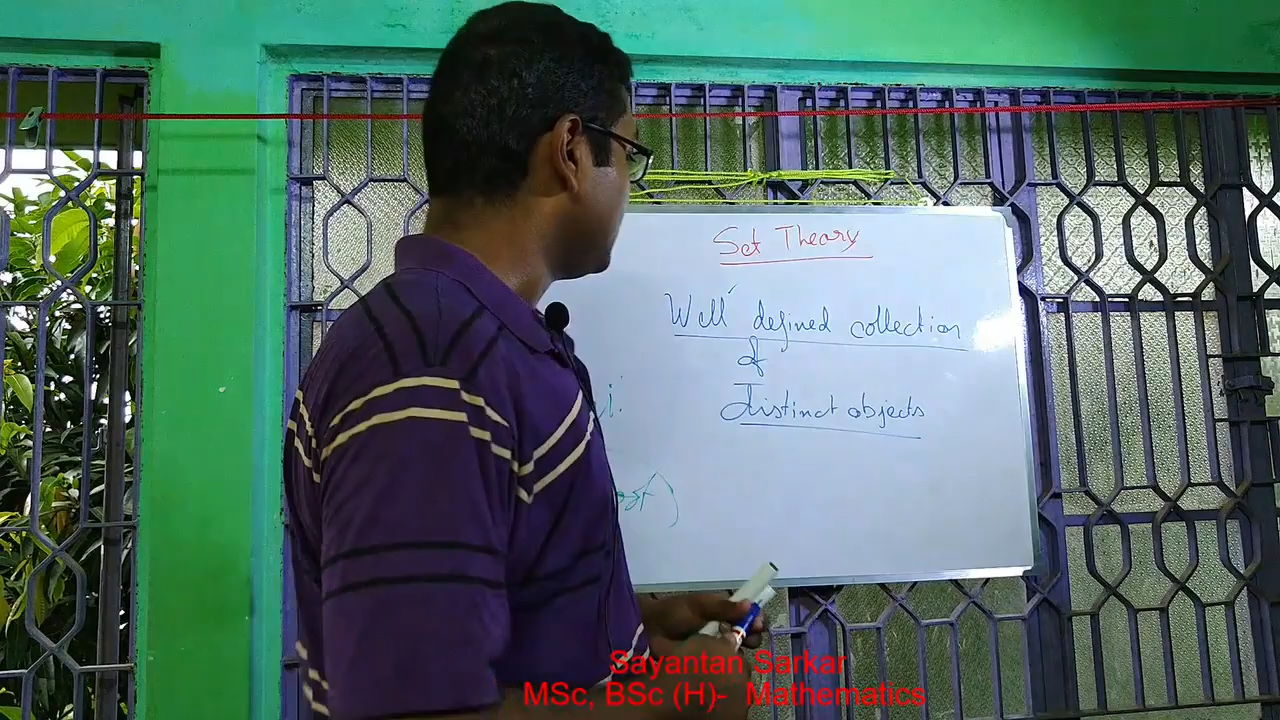 Set Theory
Well defined collection
of
Distinct objects
i.
Sayantan Sarkar
MSc, BSc (H)- Mathematics